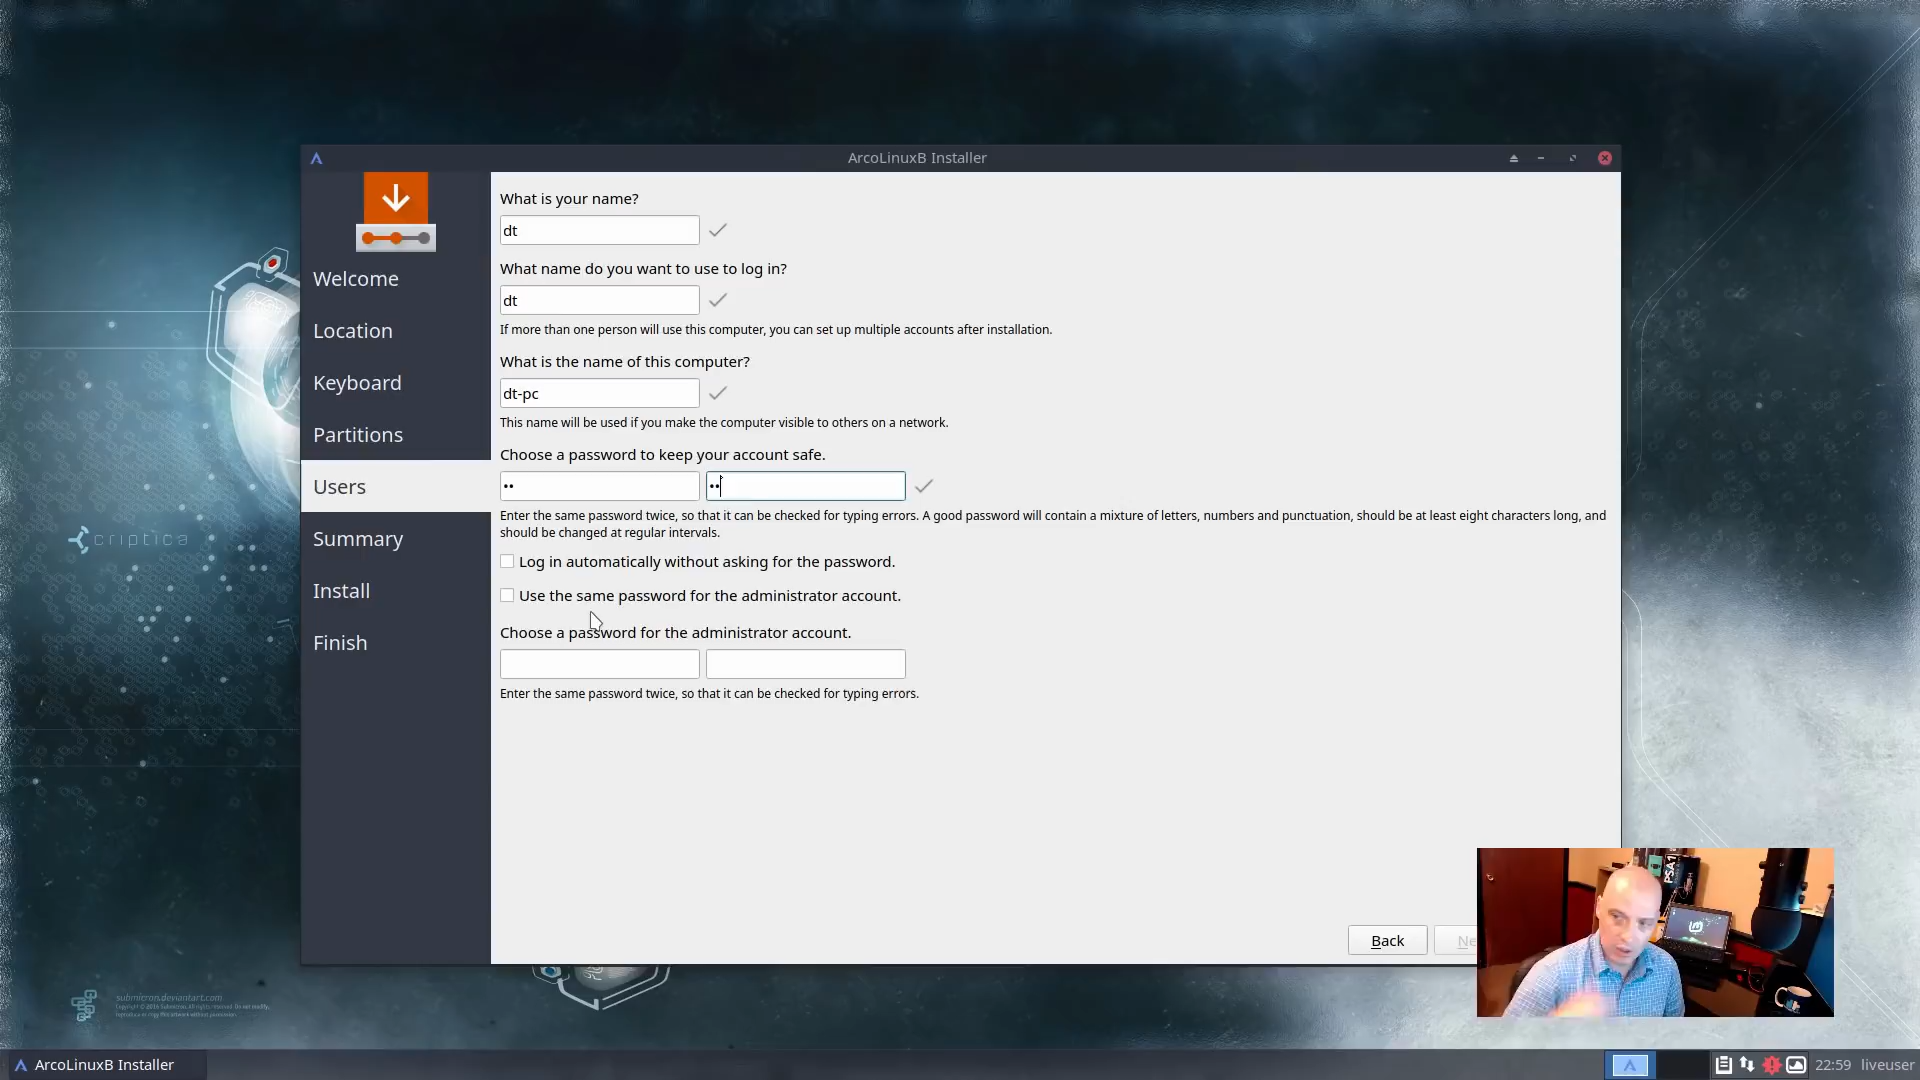 ArcoLinuxB Installer
Welcome
Location
Keyboard
Partitions
Users
Summary
Install
Finish
What is your name?
dt
What name do you want to use to log in?
dt
If more than one person will use this computer, you can set up multiple accounts after installation.
What is the name of this computer?
dt-pc
This name will be used if you make the computer visible to others on a network.
Choose a password to keep your account safe.
Enter the same password twice, so that it can be checked for typing errors. A good password will contain a mixture of letters, numbers and punctuation, should be at least eight characters long, and
should be changed at regular intervals.
Log in automatically without asking for the password.
Use the same password for the administrator account.
Choose a password for the administrator account.
Enter the same password twice, so that it can be checked for typing errors.
Back
Ne
criptica
submicron.deviantart.com
PSA1
ArcoLinuxB Installer
22:59 liveuser